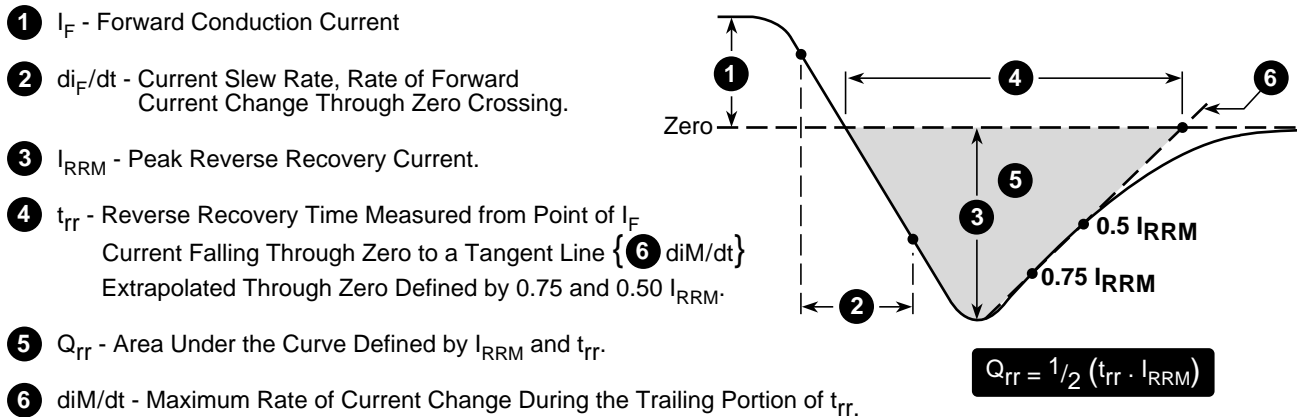 1 I_F - Forward Conduction Current
2 di_F/dt - Current Slew Rate, Rate of Forward
Current Change Through Zero Crossing.
3 I_RRM - Peak Reverse Recovery Current.
4 t_rr - Reverse Recovery Time Measured from Point of I_F
Current Falling Through Zero to a Tangent Line {6 diM/dt}
Extrapolated Through Zero Defined by 0.75 and 0.50 I_RRM.
5 Q_rr - Area Under the Curve Defined by I_RRM and t_rr.
6 diM/dt - Maximum Rate of Current Change During the Trailing Portion of t_rr.
1
4
6
Zero
5
3
0.5 I_RRM
0.75 I_RRM
2
Q_rr = 1/2 (t_rr . I_RRM)